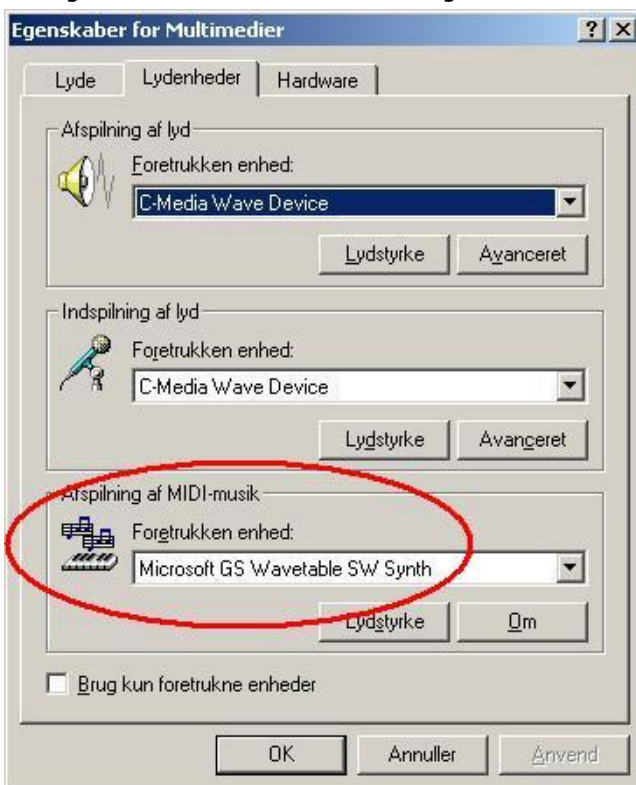 Egenskaber for Multimedier
Lyde Lydenheder Hardware
Afspilning af lyd
Foretrukken enhed:
C-Media Wave Device
Lydstyrke Avanceret
Indspilning af lyd
Foretrukken enhed:
C-Media Wave Device
Lydstyrke Avanceret
Afspilning af MIDI-musik
Foretrukken enhed:
Microsoft GS Wavetable SW Synth
Lydstyrke Om
Brug kun foretrukne enheder
OK Annuller Anvend